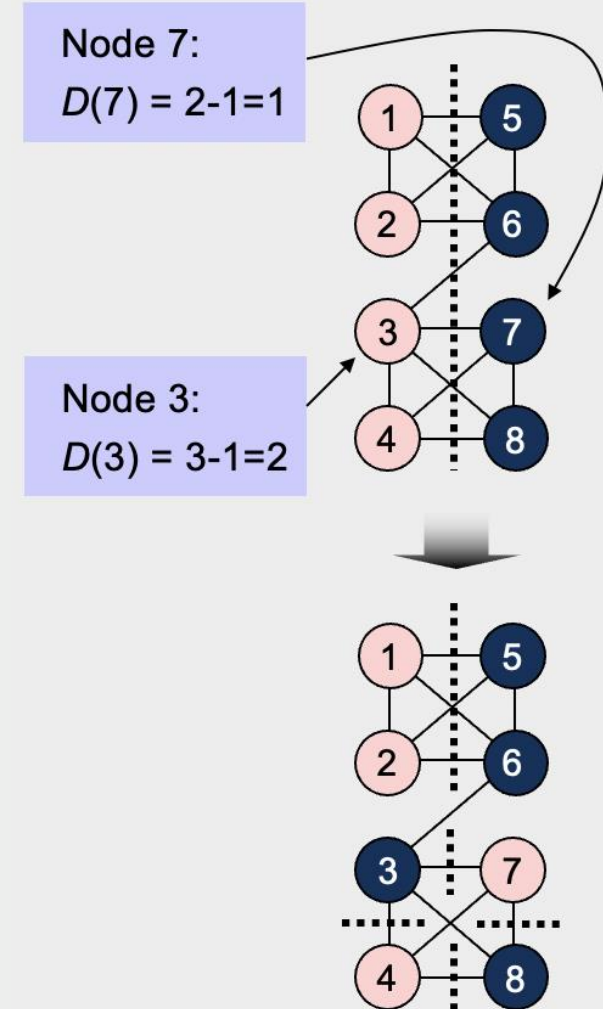 Node 7:
D(7) = 2-1=1
1 5
2 6
3 7
Node 3:
D(3) = 3-1=2
4 8
1 5
2 6
3 7
4 8